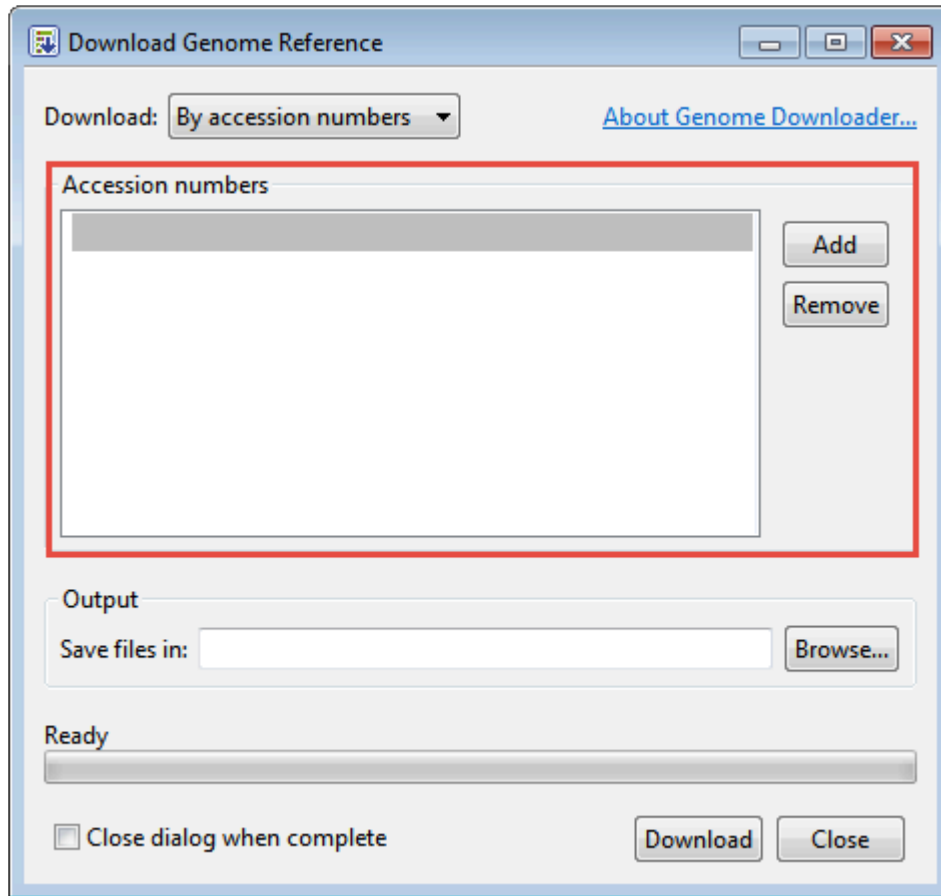 Download Genome Reference
Download: By accession numbers About Genome Downloader...
Accession numbers
Add
Remove
Output
Save files in: Browse...
Ready
Close dialog when complete Download Close